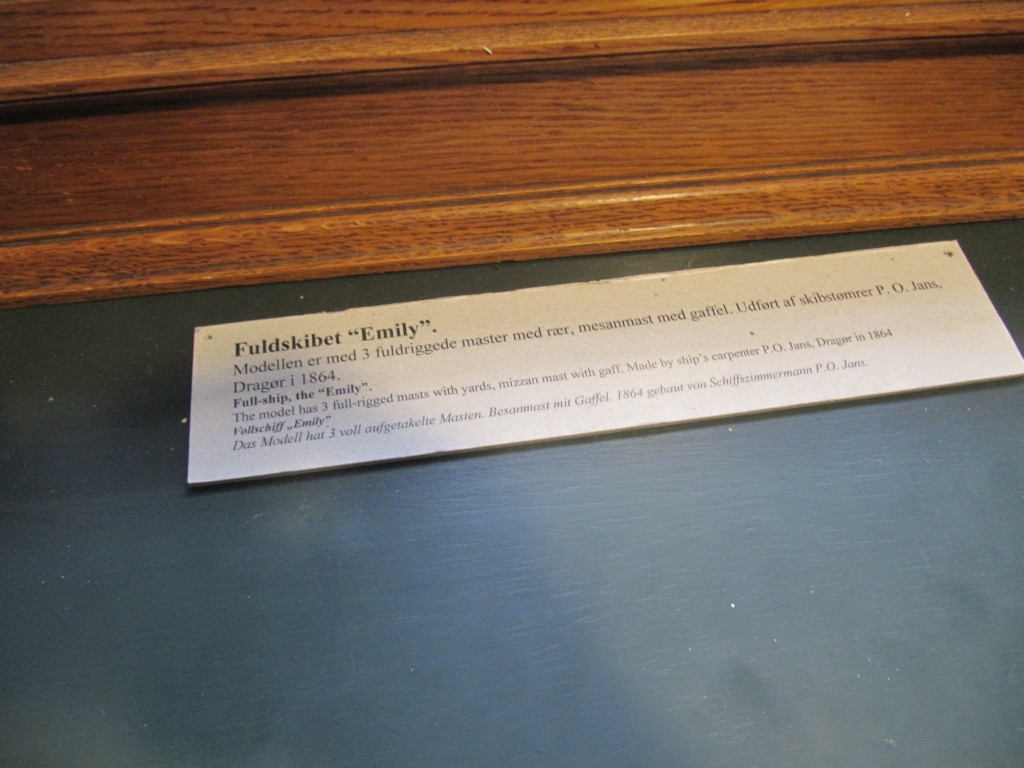 Fuldskibet “Emily”.
Modellen er med 3 fuldriggede master med rær, mesanmast med gaffel. Udført af skibstømrer P. O. Jans,
Dragør i 1864.
Full-ship, the “Emily”.
The model has 3 full-rigged masts with yards, mizzan mast with gaff. Made by ship's carpenter P.O. Jans, Dragør in 1864
Vollschiff „Emily”.
Das Modell hat 3 voll aufgetakelte Masten. Besanmast mit Gaffel. 1864 gebaut von Schiffszimmermann P.O. Jans.